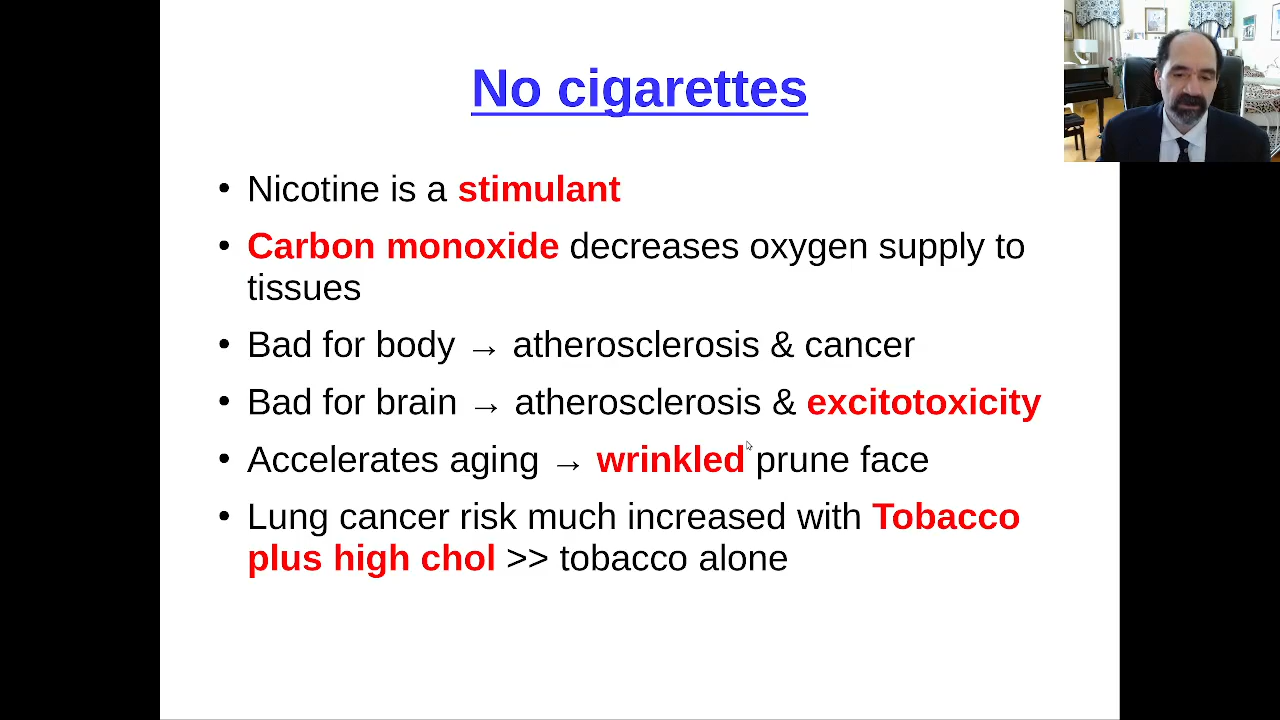 No cigarettes
• Nicotine is a stimulant
• Carbon monoxide decreases oxygen supply to
tissues
• Bad for body → atherosclerosis & cancer
• Bad for brain → atherosclerosis & excitotoxicity
• Accelerates aging → wrinkled prune face
• Lung cancer risk much increased with Tobacco
plus high chol >> tobacco alone